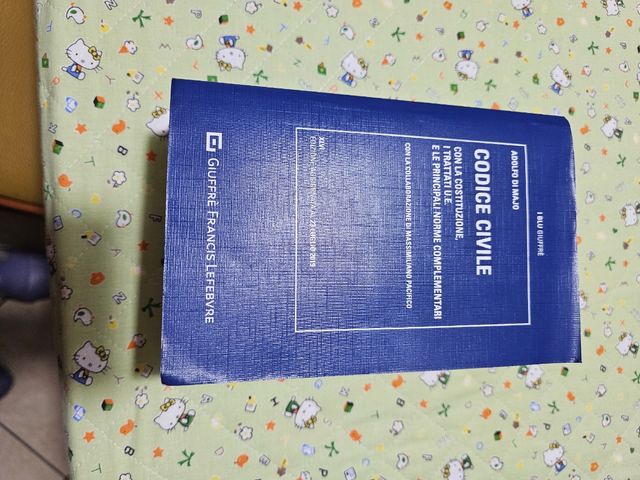 I BLU GIUFFRÈ
ADOLFO DI MAJO
CODICE CIVILE
CON LA COSTITUZIONE,
I TRATTATI U.E.
E LE PRINCIPALI NORME COMPLEMENTARI
CON LA COLLABORAZIONE DI MASSIMILIANO PACIFICO
2019
GIUFFRÈ FRANCIS LEFEBVRE